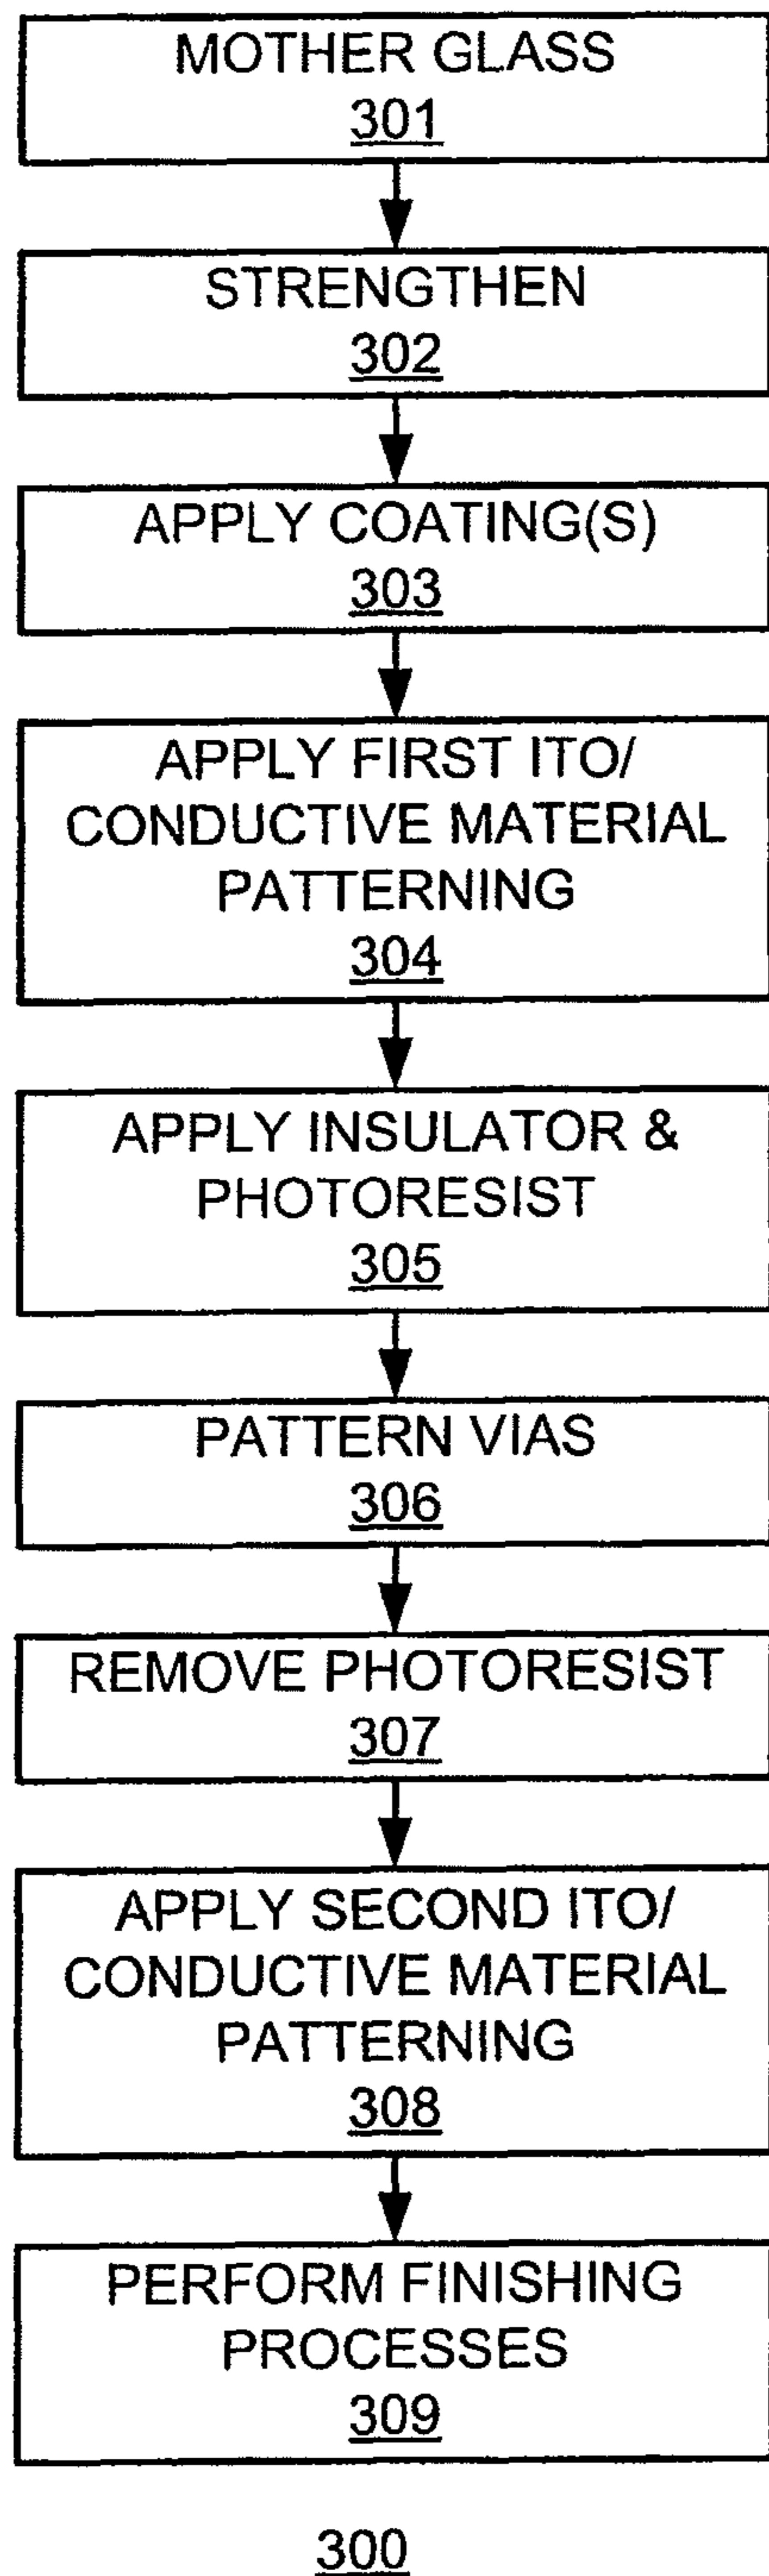 MOTHER GLASS
301
STRENGTHEN
302
APPLY COATING(S)
303
APPLY FIRST ITO/
CONDUCTIVE MATERIAL
PATTERNING
304
APPLY INSULATOR &
PHOTORESIST
305
PATTERN VIAS
306
REMOVE PHOTORESIST
307
APPLY SECOND ITO/
CONDUCTIVE MATERIAL
PATTERNING
308
PERFORM FINISHING
PROCESSES
309
300